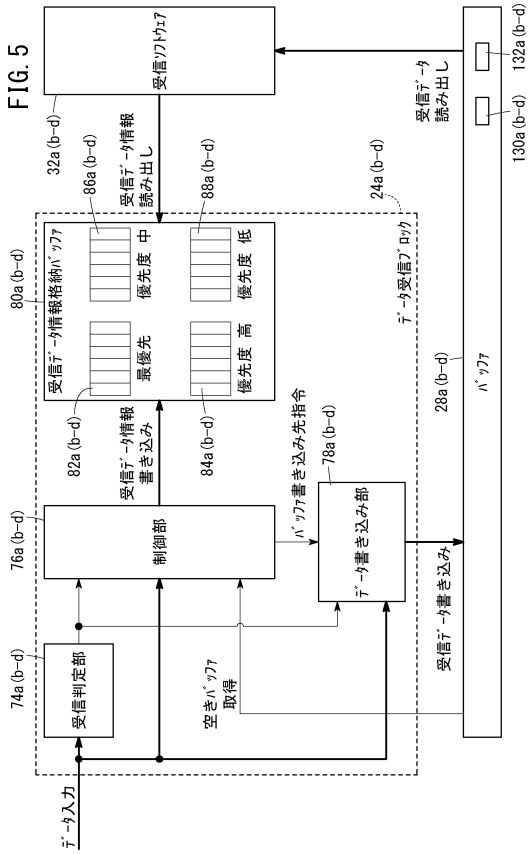 FIG. 5
データ入力
74a(b-d)
受信判定部
76a(b-d)
制御部
受信データ情報
書き込み
80a(b-d)
受信データ情報格納バッファ
82a(b-d)
最優先
86a(b-d)
優先度 中
84a(b-d)
優先度 高
88a(b-d)
優先度 低
受信データ情報
読み出し
32a(b-d)
受信ソフトウェア
空きバッファ
取得
バッファ書き込み先指令
78a(b-d)
データ書き込み部
データ受信ブロック
24a(b-d)
受信データ書き込み
受信データ
読み出し
28a(b-d)
バッファ
130a(b-d)
132a(b-d)